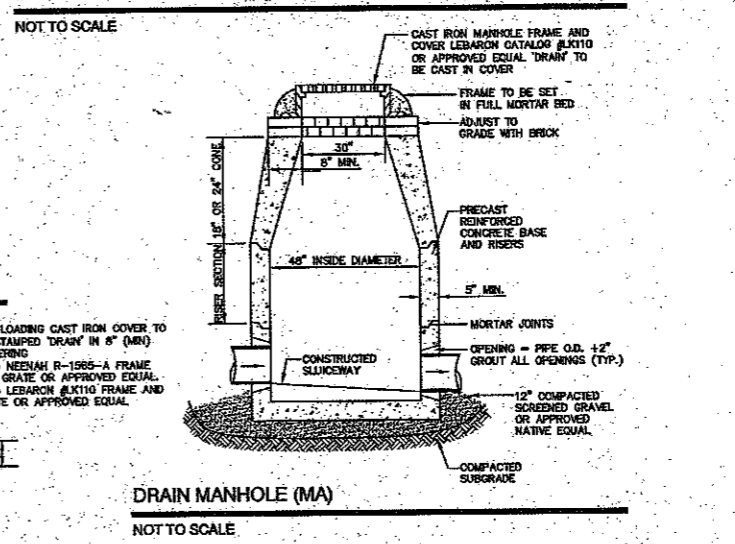 NOT TO SCALE
CAST IRON MANHOLE FRAME AND
COVER LEBARON CATALOG #LK110
OR APPROVED EQUAL "DRAIN" TO
BE CAST IN COVER
FRAME TO BE SET
IN FULL MORTAR BED
ADJUST TO
GRADE WITH BRICK
30"
8" MIN.
18" OR 24" CONE
RISER SECTION
PRECAST
REINFORCED
CONCRETE BASE
AND RISERS
48" INSIDE DIAMETER
5" MIN.
MORTAR JOINTS
OPENING = PIPE O.D. +2"
GROUT ALL OPENINGS (TYP.)
CONSTRUCTED
SLUICEWAY
12" COMPACTED
SCREENED GRAVEL
OR APPROVED
NATIVE EQUAL
COMPACTED
SUBGRADE
LOADING CAST IRON COVER TO
STAMPED "DRAIN" IN 8" (MIN)
ERING
NEENAH R-1565-A FRAME
GRATE OR APPROVED EQUAL.
LEBARON #LK110 FRAME AND
TE OR APPROVED EQUAL
DRAIN MANHOLE (MA)
NOT TO SCALE